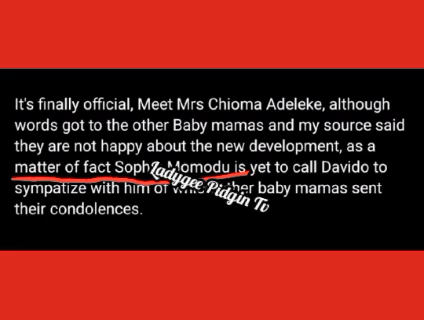 It's finally official, Meet Mrs Chioma Adeleke, although
words got to the other Baby mamas and my source said
they are not happy about the new development, as a
matter of fact Momodu is yet to call Davido to
sympatize with him of other baby mamas sent
their condolences.
Ladygee Pidgin Tv